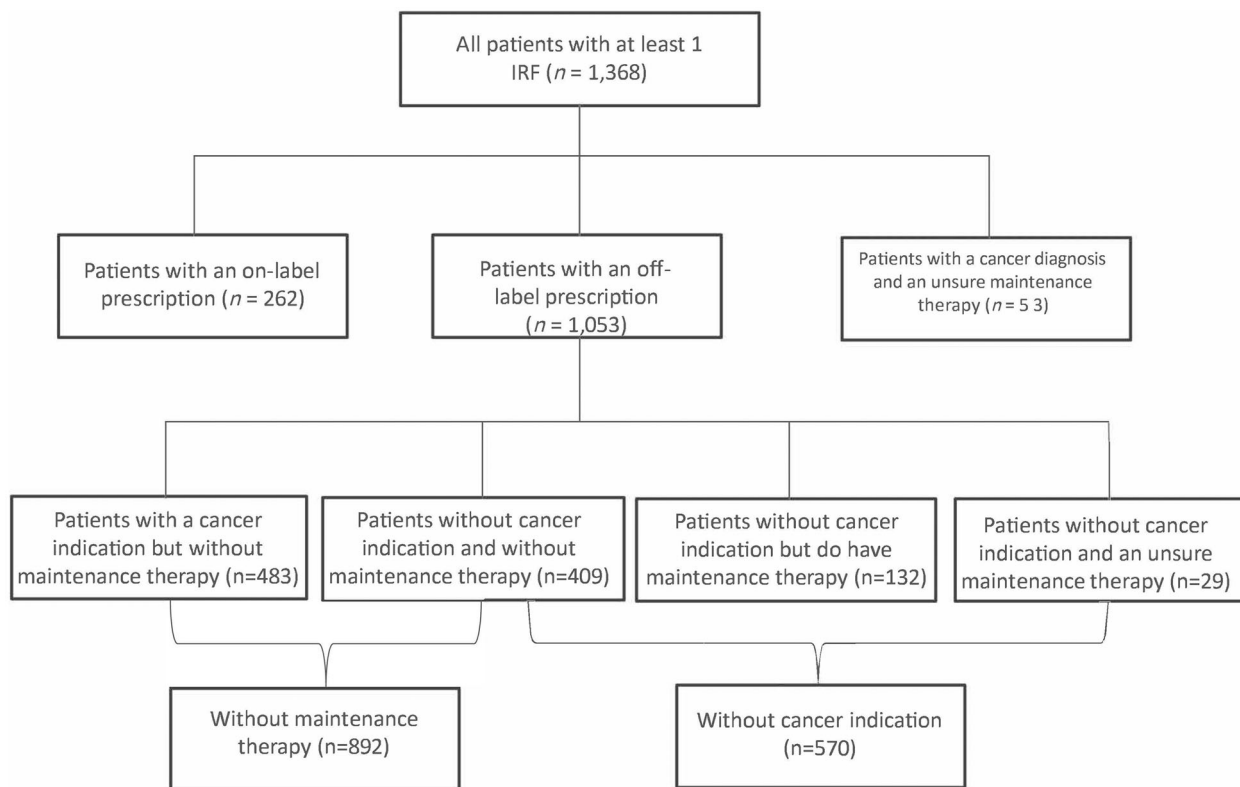 All patients with at least 1
IRF (n = 1,368)
Patients with an on-label
prescription (n = 262)
Patients with an off-
label prescription
(n = 1,053)
Patients with a cancer diagnosis
and an unsure maintenance
therapy (n = 5 3)
Patients with a cancer
indication but without
maintenance therapy (n=483)
Patients without cancer
indication and without
maintenance therapy (n=409)
Patients without cancer
indication but do have
maintenance therapy (n=132)
Patients without cancer
indication and an unsure
maintenance therapy (n=29)
Without maintenance
therapy (n=892)
Without cancer indication
(n=570)